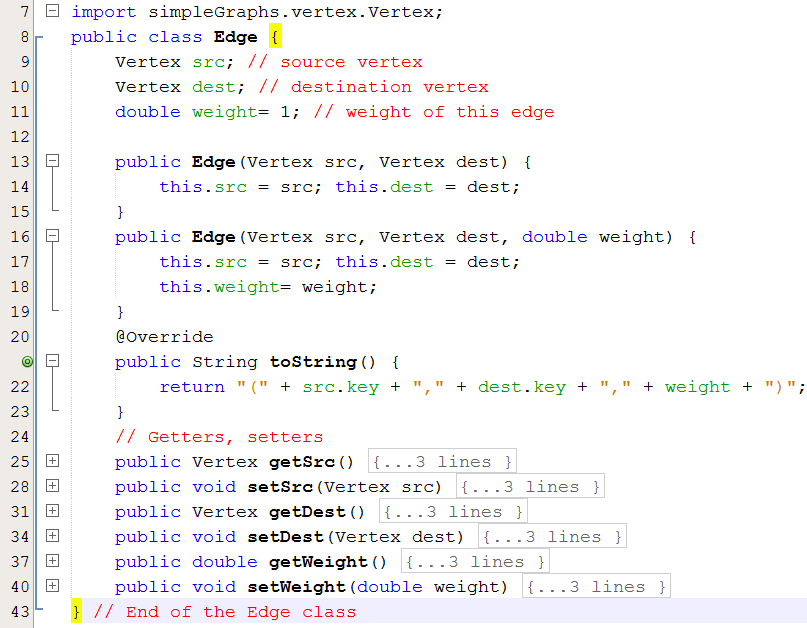 7 import simpleGraphs.vertex.Vertex;
8 public class Edge {
9 Vertex src; // source vertex
10 Vertex dest; // destination vertex
11 double weight= 1; // weight of this edge
12
13 public Edge(Vertex src, Vertex dest) {
14 this.src = src; this.dest = dest;
15 }
16 public Edge(Vertex src, Vertex dest, double weight) {
17 this.src = src; this.dest = dest;
18 this.weight= weight;
19 }
20 @Override
public String toString() {
22 return "(" + src.key + "," + dest.key + "," + weight + ")";
23 }
24 // Getters, setters
25 public Vertex getSrc() {...3 lines }
28 public void setSrc(Vertex src) {...3 lines }
31 public Vertex getDest() {...3 lines }
34 public void setDest(Vertex dest) {...3 lines }
37 public double getWeight() {...3 lines }
40 public void setWeight(double weight) {...3 lines }
43 } // End of the Edge class